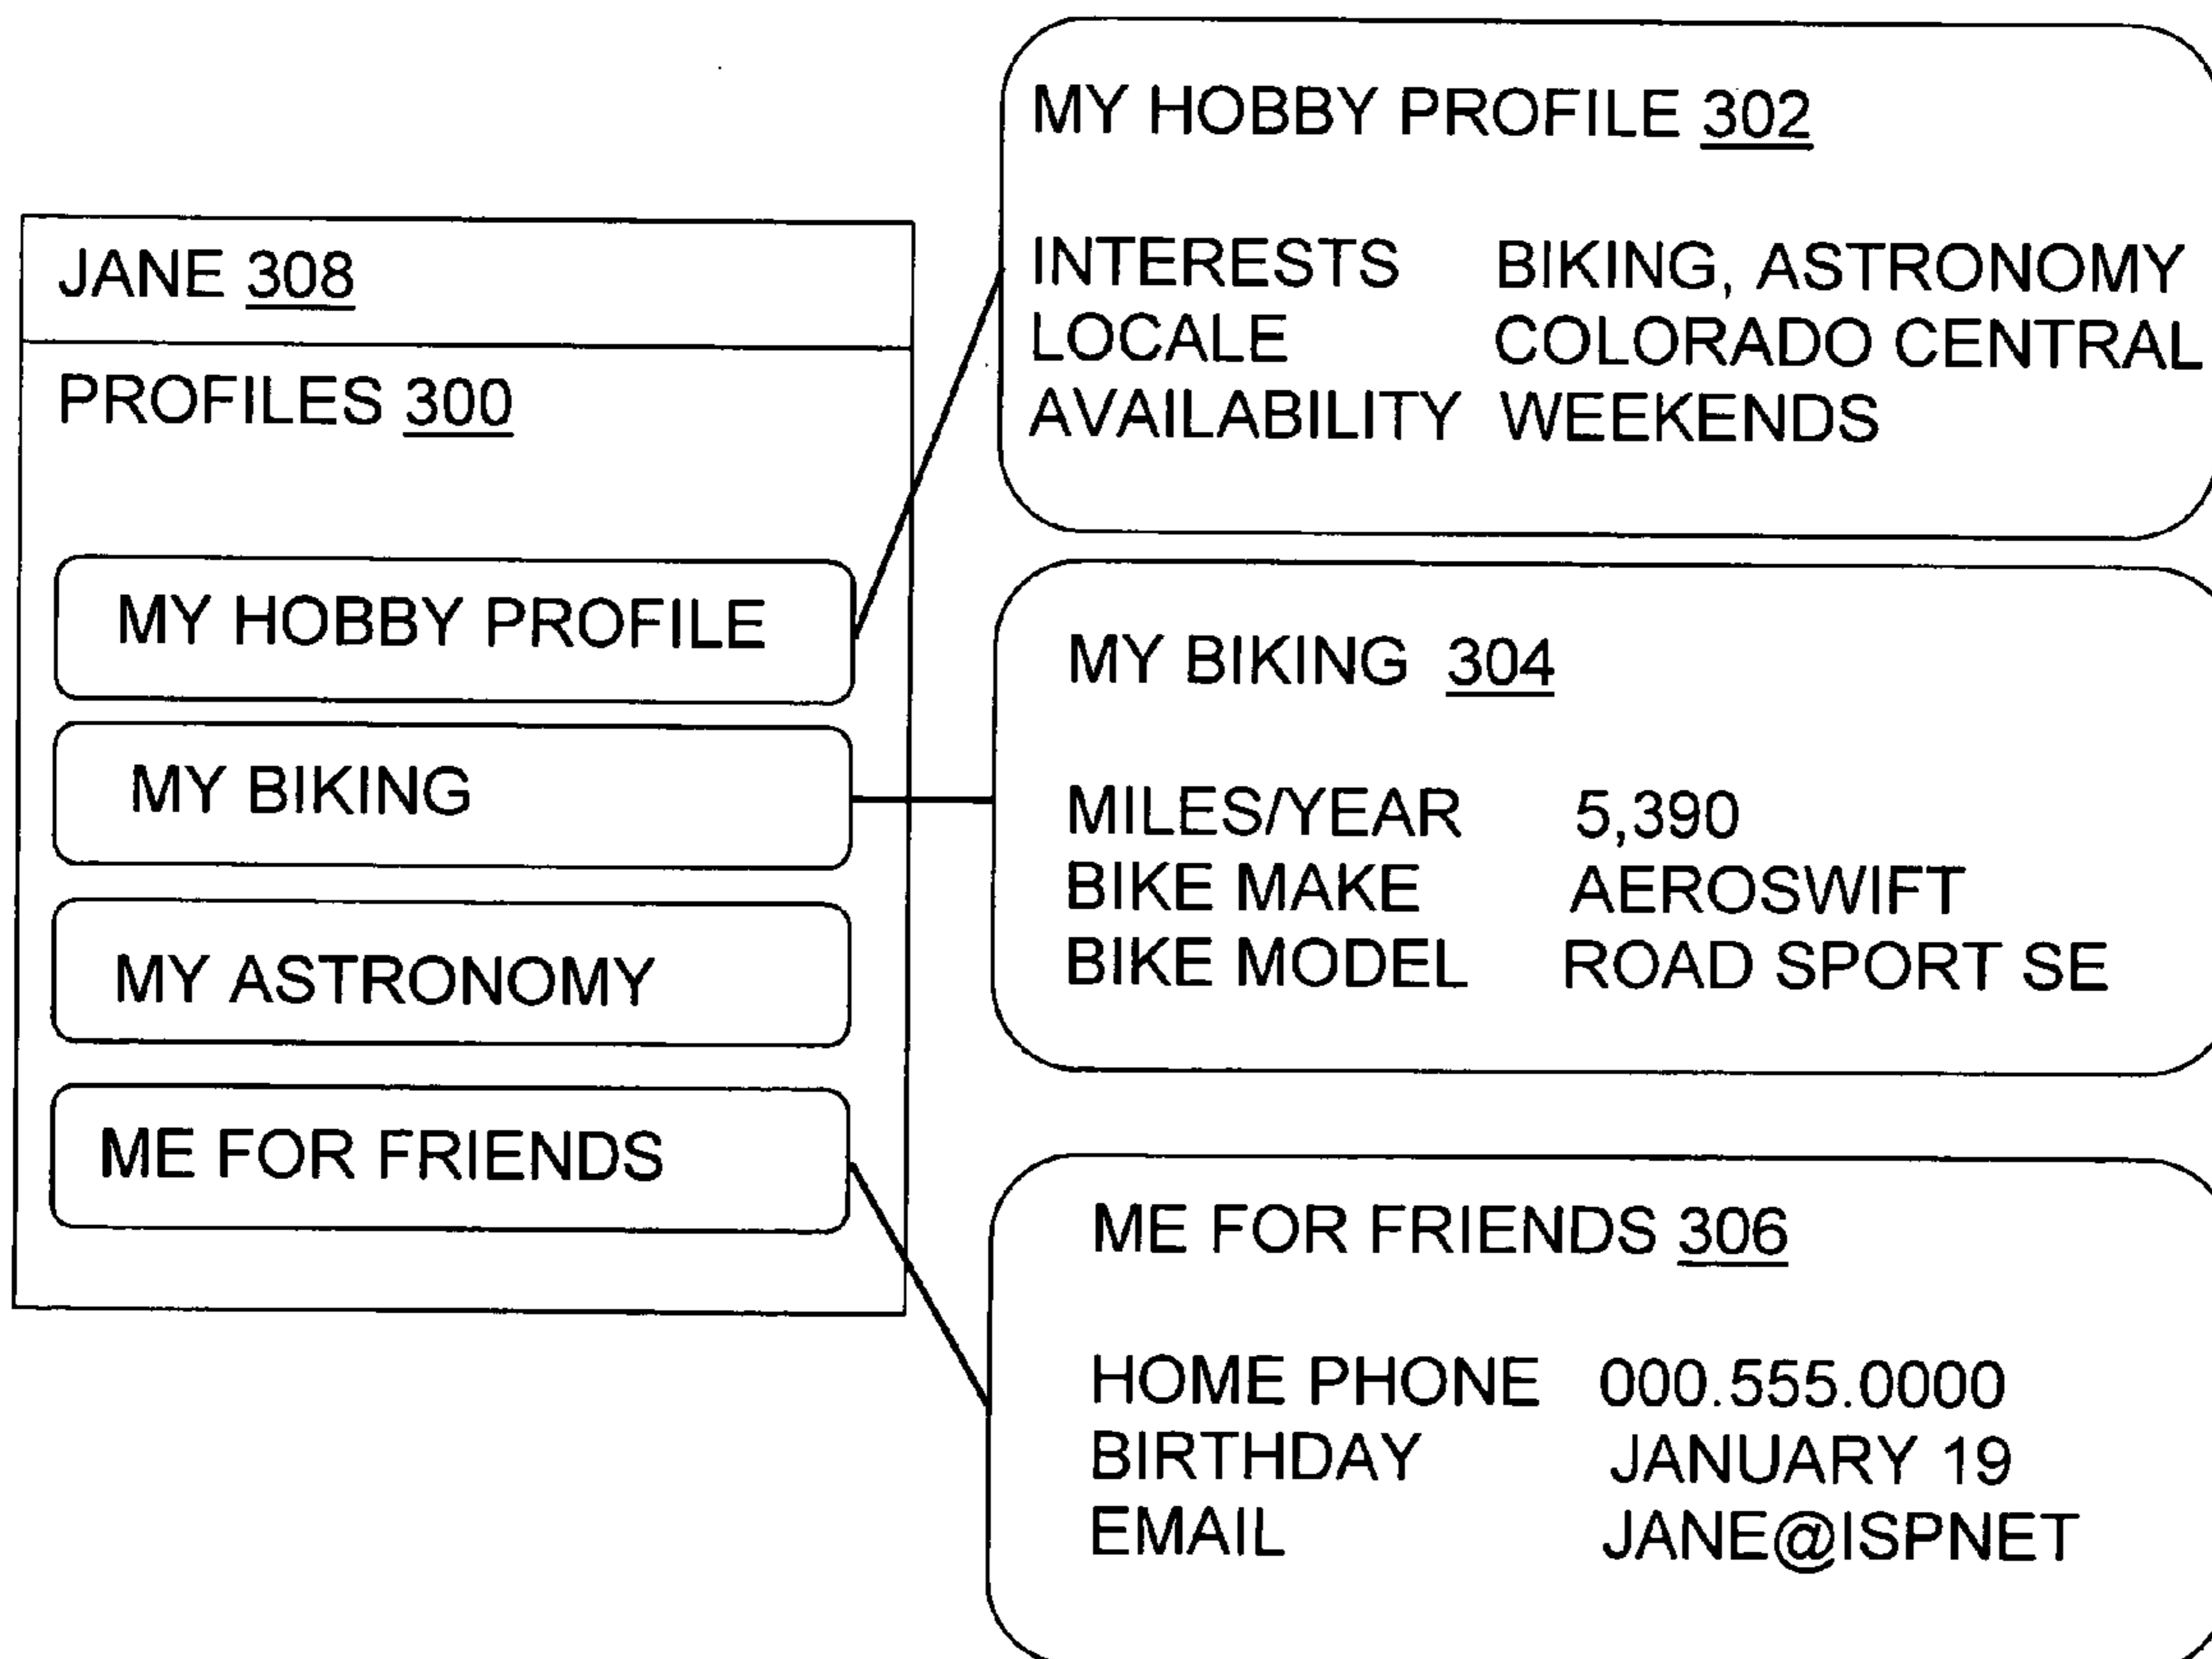 JANE 308
PROFILES 300
MY HOBBY PROFILE
MY BIKING
MY ASTRONOMY
ME FOR FRIENDS
MY HOBBY PROFILE 302
INTERESTS BIKING, ASTRONOMY
LOCALE COLORADO CENTRAL
AVAILABILITY WEEKENDS
MY BIKING 304
MILES/YEAR 5,390
BIKE MAKE AEROSWIFT
BIKE MODEL ROAD SPORT SE
ME FOR FRIENDS 306
HOME PHONE 000.555.0000
BIRTHDAY JANUARY 19
EMAIL JANE@ISPNET